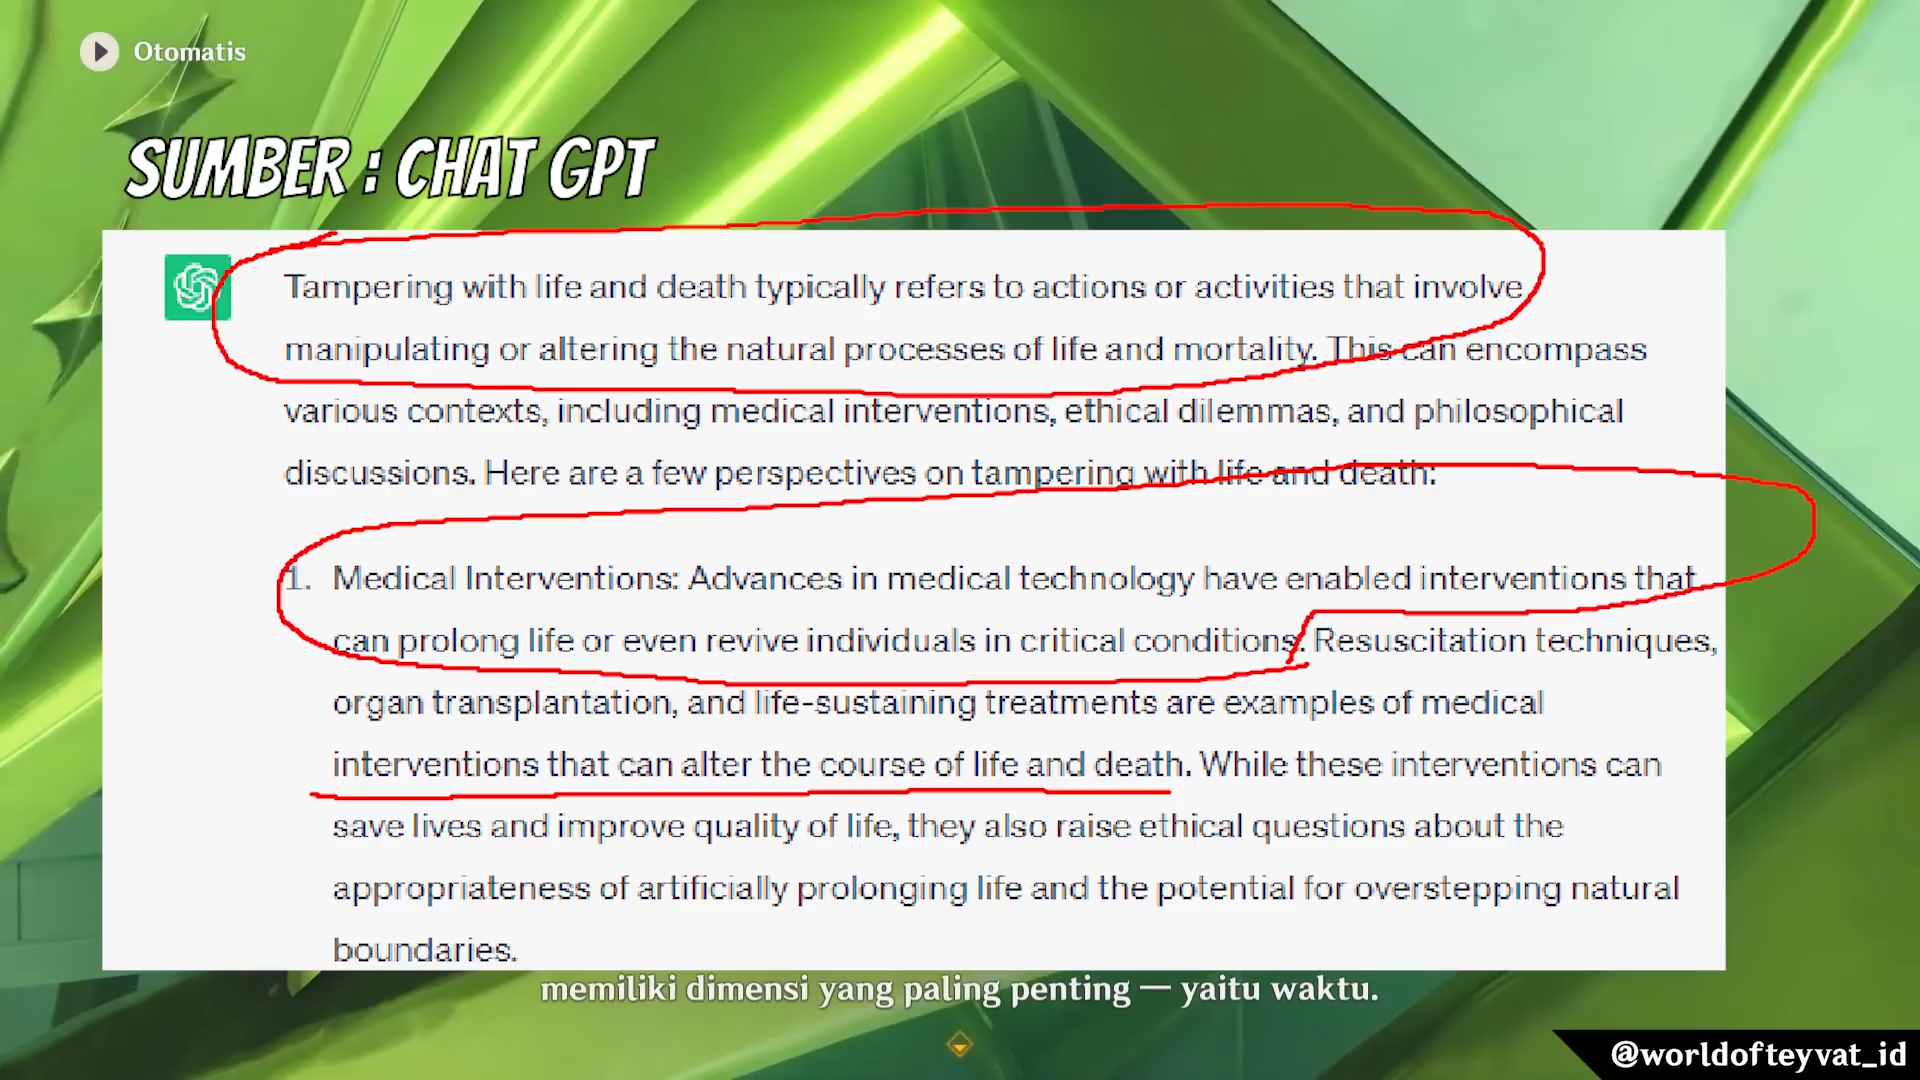 Otomatis
SUMBER : CHAT GPT
Tampering with life and death typically refers to actions or activities that involve
manipulating or altering the natural processes of life and mortality. This can encompass
various contexts, including medical interventions, ethical dilemmas, and philosophical
discussions. Here are a few perspectives on tampering with life and death:
1. Medical Interventions: Advances in medical technology have enabled interventions that
can prolong life or even revive individuals in critical conditions. Resuscitation techniques,
organ transplantation, and life-sustaining treatments are examples of medical
interventions that can alter the course of life and death. While these interventions can
save lives and improve quality of life, they also raise ethical questions about the
appropriateness of artificially prolonging life and the potential for overstepping natural
boundaries.
memiliki dimensi yang paling penting — yaitu waktu.
@worldofteyvat_id